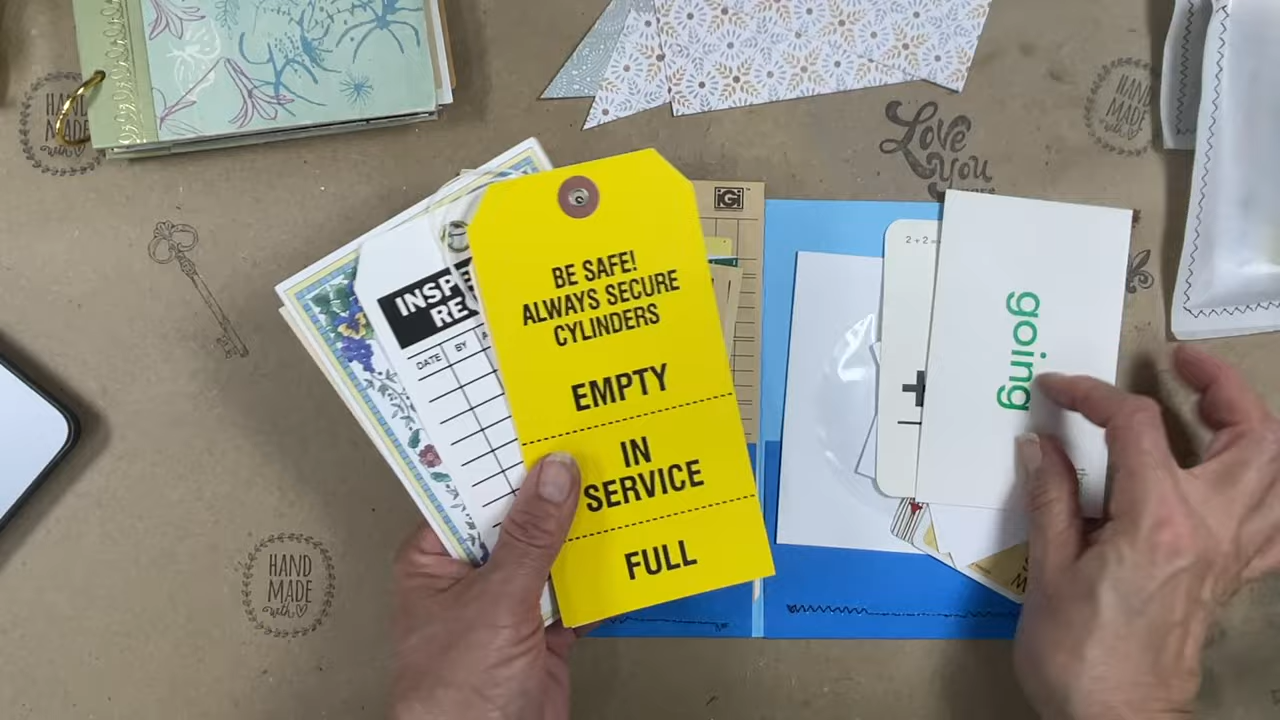 HAND
MADE
with
LOVE
YOU
HAND
MADE
iGi
2+2=
+
going
INSP
RE
DATE
BY
A
BE SAFE!
ALWAYS SECURE
CYLINDERS
EMPTY
IN
SERVICE
FULL
HAND
MADE
with